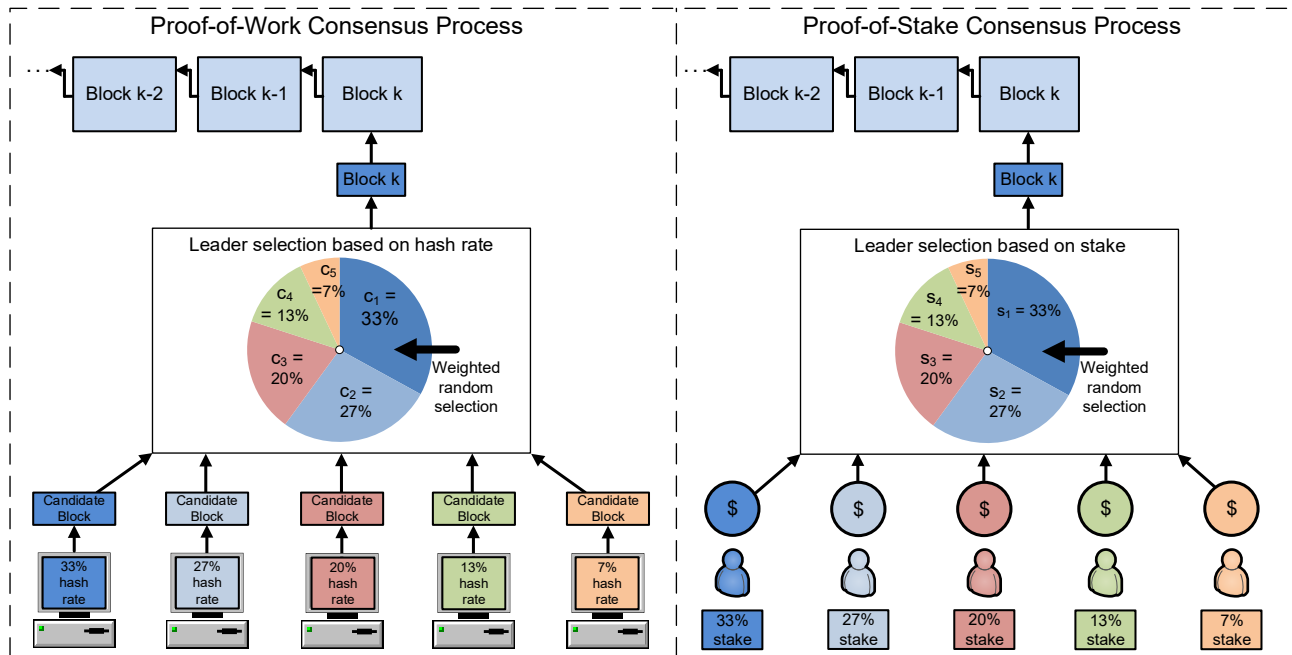 Proof-of-Work Consensus Process
...
Block k-2
Block k-1
Block k
Block k
Leader selection based on hash rate
c5
=7%
c4
= 13%
c1 =
33%
c3 =
20%
c2 =
27%
Weighted
random
selection
Candidate
Block
Candidate
Block
Candidate
Block
Candidate
Block
Candidate
Block
33%
hash
rate
27%
hash
rate
20%
hash
rate
13%
hash
rate
7%
hash
rate
Proof-of-Stake Consensus Process
...
Block k-2
Block k-1
Block k
Block k
Leader selection based on stake
s5
=7%
s4
= 13%
s1 = 33%
s3 =
20%
s2 =
27%
Weighted
random
selection
$
$
$
$
$
33%
stake
27%
stake
20%
stake
13%
stake
7%
stake